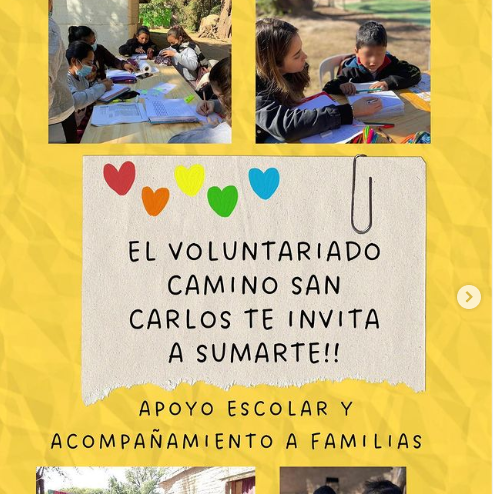 EL VOLUNTARIADO
CAMINO SAN
CARLOS TE INVITA
A SUMARTE!!
APOYO ESCOLAR Y
ACOMPAÑAMIENTO A FAMILIAS